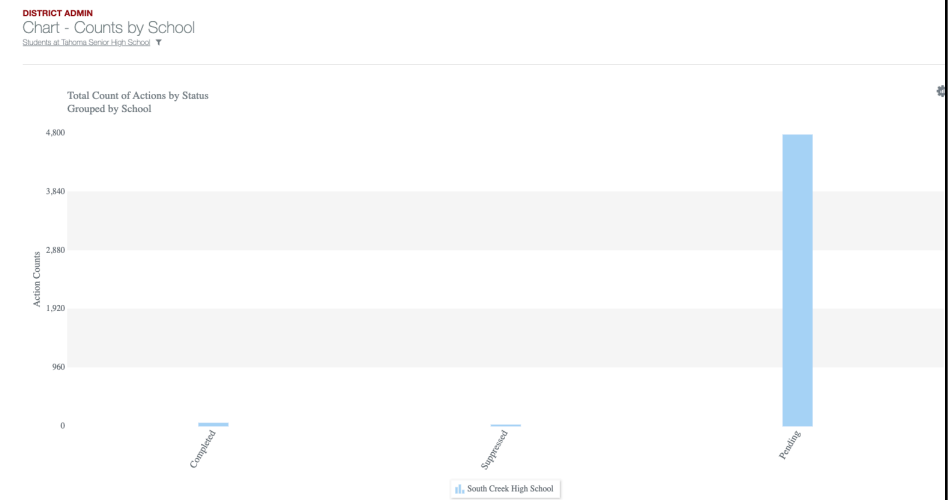 DISTRICT ADMIN
Chart - Counts by School
Students at Tahoma Senior High School
Total Count of Actions by Status
Grouped by School
4,800
3,840
2,880
1,920
960
0
Action Counts
Completed
Suppressed
Pending
South Creek High School